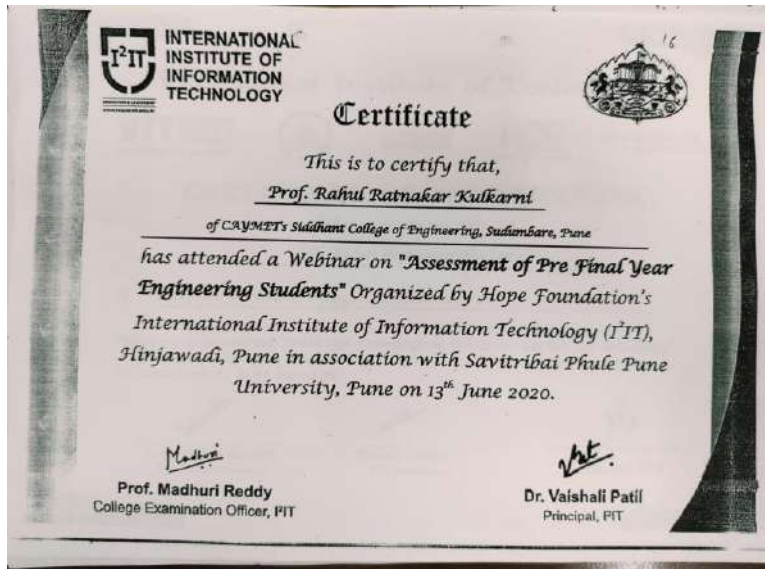 I²IT
INTERNATIONAL
INSTITUTE OF
INFORMATION
TECHNOLOGY
16
Certificate
This is to certify that,
Prof. Rahul Ratnakar Kulkarni
of CAYMET's Siddhant College of Engineering, Sudumbare, Pune
has attended a Webinar on "Assessment of Pre Final Year
Engineering Students" Organized by Hope Foundation's
International Institute of Information Technology (I²IT),
Hinjawadi, Pune in association with Savitribai Phule Pune
University, Pune on 13th June 2020.
Madhuri
Prof. Madhuri Reddy
College Examination Officer, I²IT
Dr. Vaishali Patil
Principal, I²IT